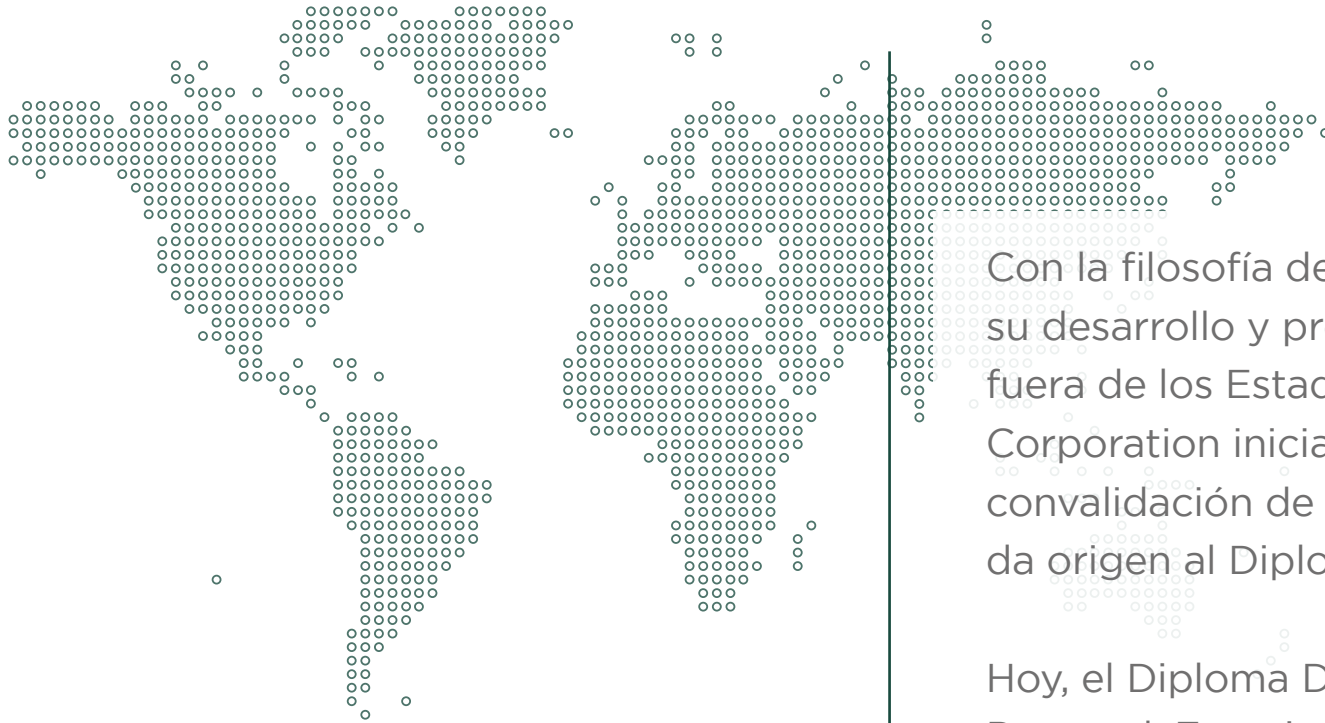 Con la filosofía de
su desarrollo y pr
fuera de los Estad
Corporation inicia
convalidación de
da origen al Diplo
Hoy, el Diploma D